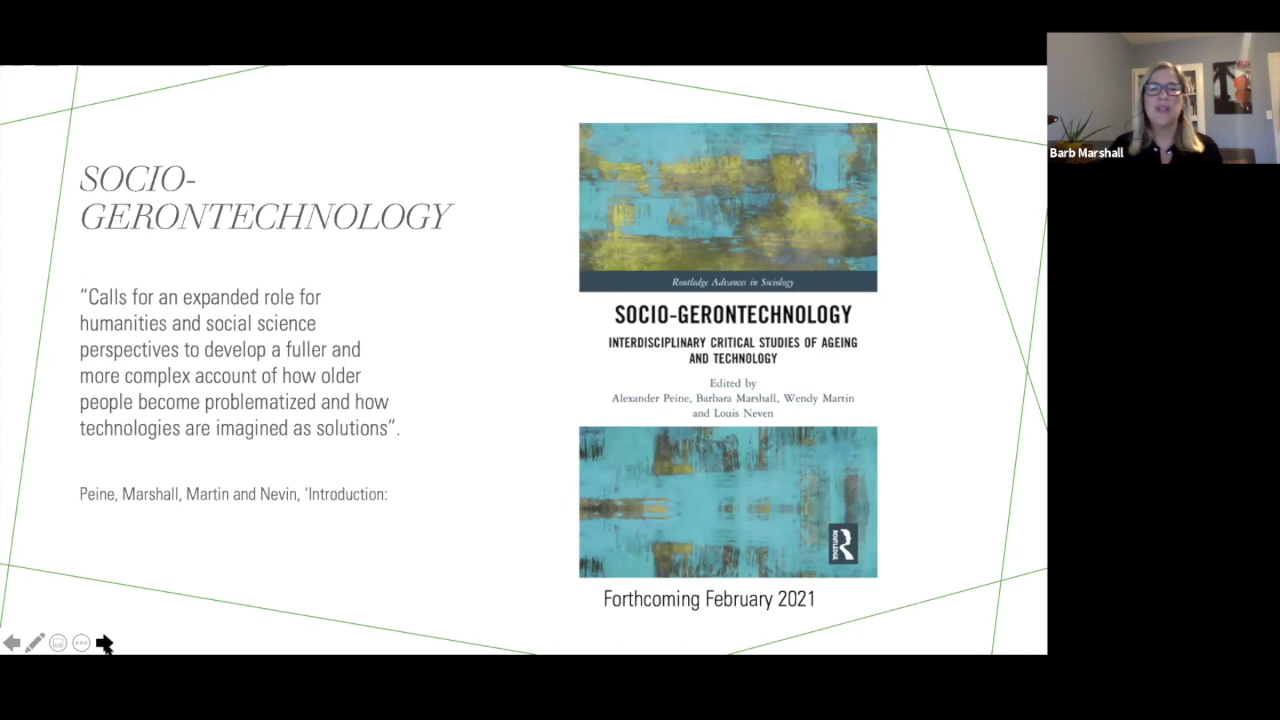 SOCIO-
GERONTECHNOLOGY
“Calls for an expanded role for
humanities and social science
perspectives to develop a fuller and
more complex account of how older
people become problematized and how
technologies are imagined as solutions”.
Peine, Marshall, Martin and Nevin, ‘Introduction:
Routledge Advances in Sociology
SOCIO-GERONTECHNOLOGY
INTERDISCIPLINARY CRITICAL STUDIES OF AGEING
AND TECHNOLOGY
Edited by
Alexander Peine, Barbara Marshall, Wendy Martin
and Louis Neven
ROUTLEDGE
Forthcoming February 2021
Barb Marshall